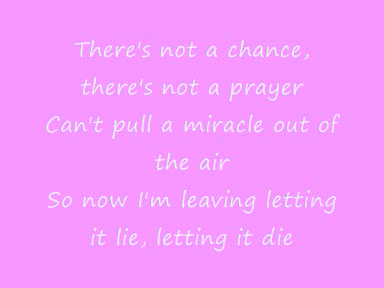 There's not a chance,
there's not a prayer
Can't pull a miracle out of
the air
So now I'm leaving letting
it lie, letting it die